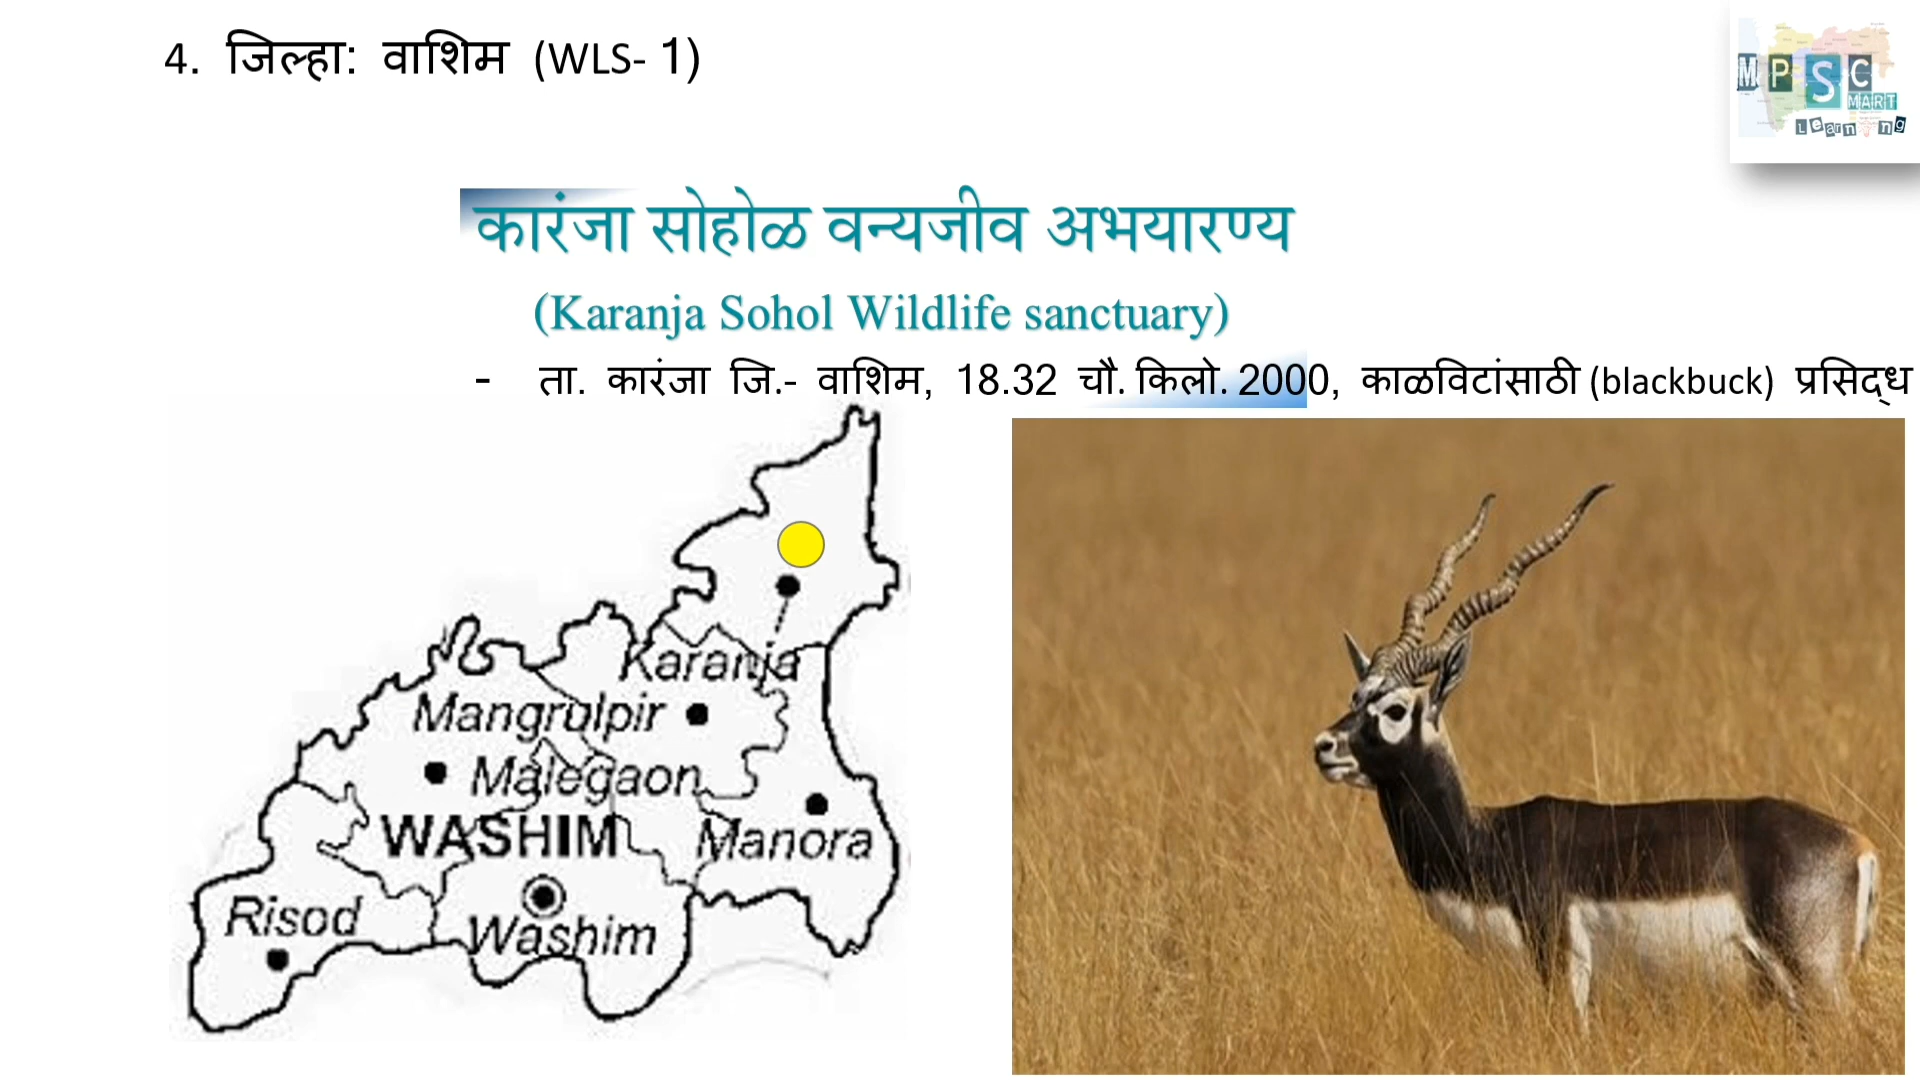 4. जिल्हा: वाशिम (WLS- 1)
MPSC
MART
Learning
कारंजा सोहोळ वन्यजीव अभयारण्य
(Karanja Sohol Wildlife sanctuary)
- ता. कारंजा जि.- वाशिम, 18.32 चौ. किलो. 2000, काळविटांसाठी (blackbuck) प्रसिद्ध
Karanja
Mangrulpir
Malegaon
WASHIM
Manora
Risod
Washim